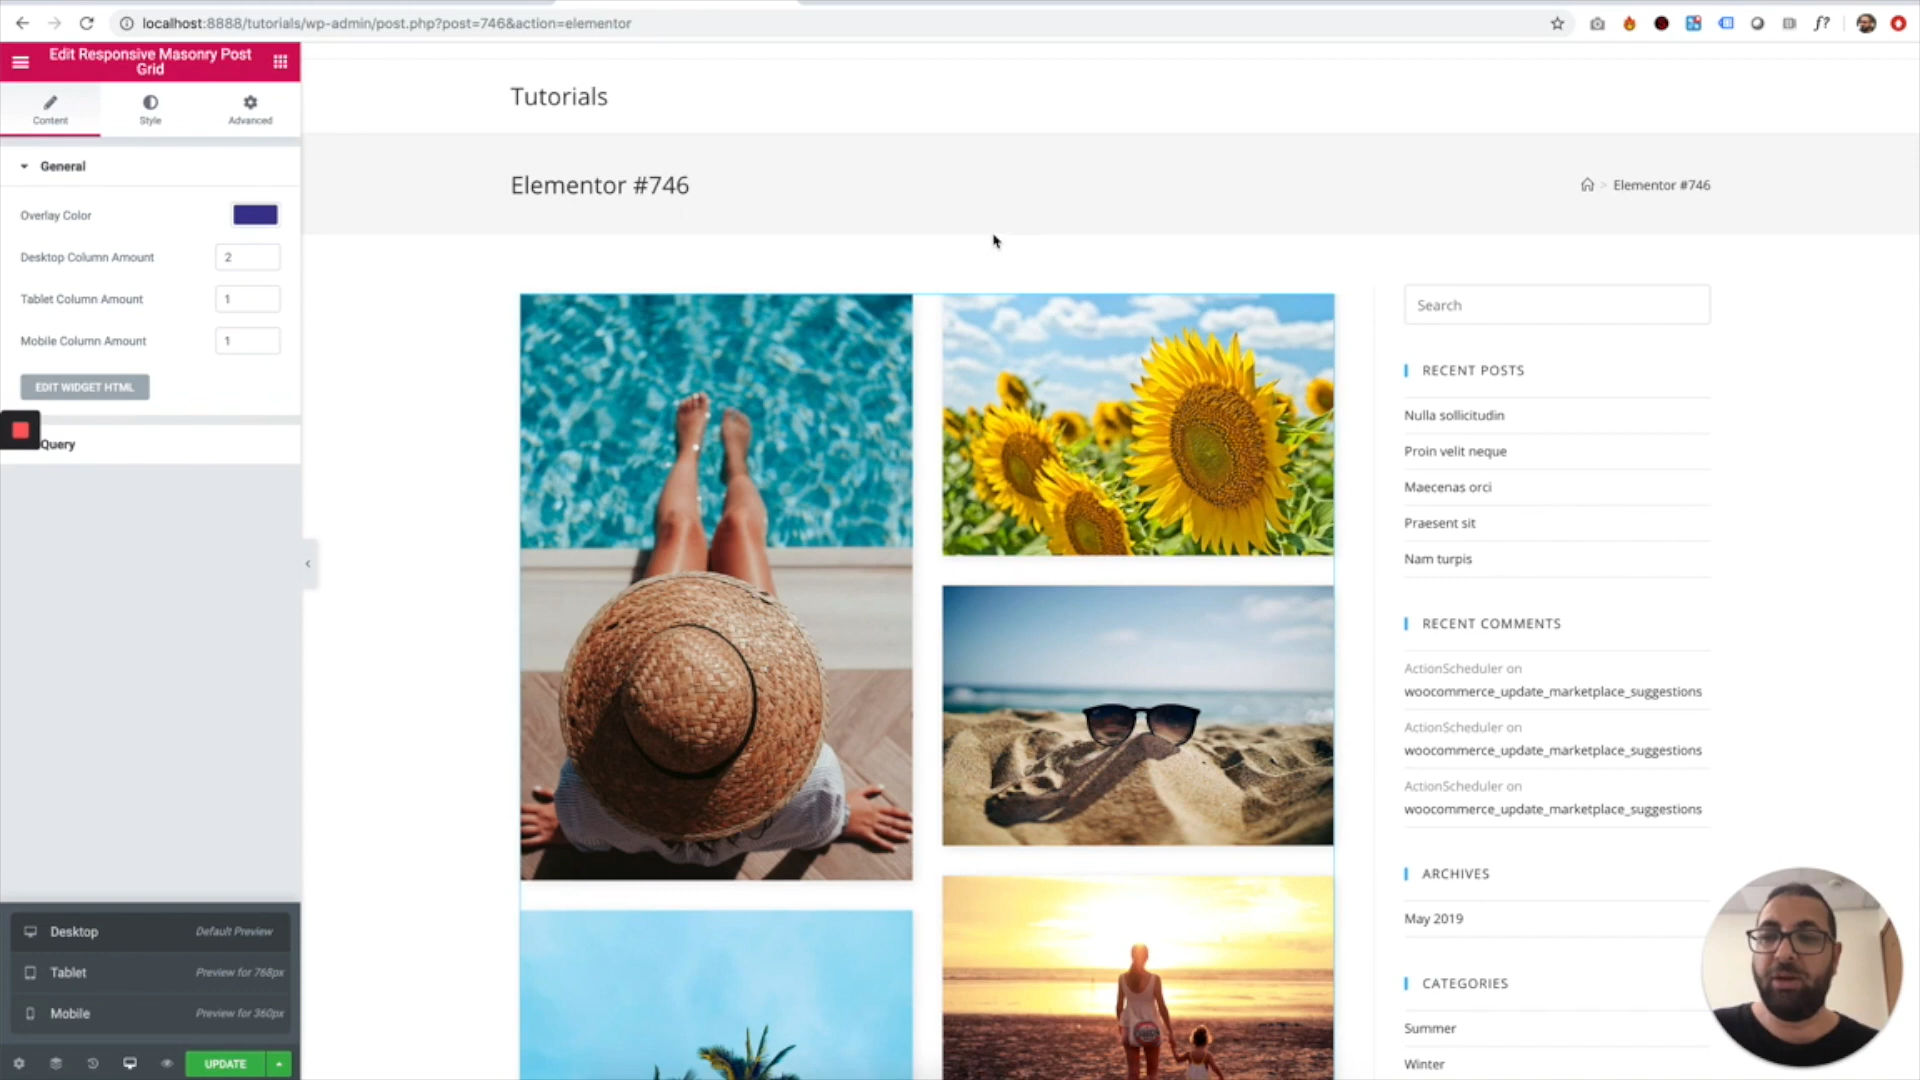 localhost:8888/tutorials/wp-admin/post.php?post=746&action=elementor
f?
Edit Responsive Masonry Post
Grid
Content
Style
Advanced
General
Overlay Color
Desktop Column Amount
2
Tablet Column Amount
1
Mobile Column Amount
1
EDIT WIDGET HTML
Query
Desktop
Default Preview
Tablet
Preview for 768px
Mobile
Preview for 360px
UPDATE
Tutorials
Elementor #746
> Elementor #746
Search
RECENT POSTS
Nulla sollicitudin
Proin velit neque
Maecenas orci
Praesent sit
Nam turpis
RECENT COMMENTS
ActionScheduler on
woocommerce_update_marketplace_suggestions
ActionScheduler on
woocommerce_update_marketplace_suggestions
ActionScheduler on
woocommerce_update_marketplace_suggestions
ARCHIVES
May 2019
CATEGORIES
Summer
Winter